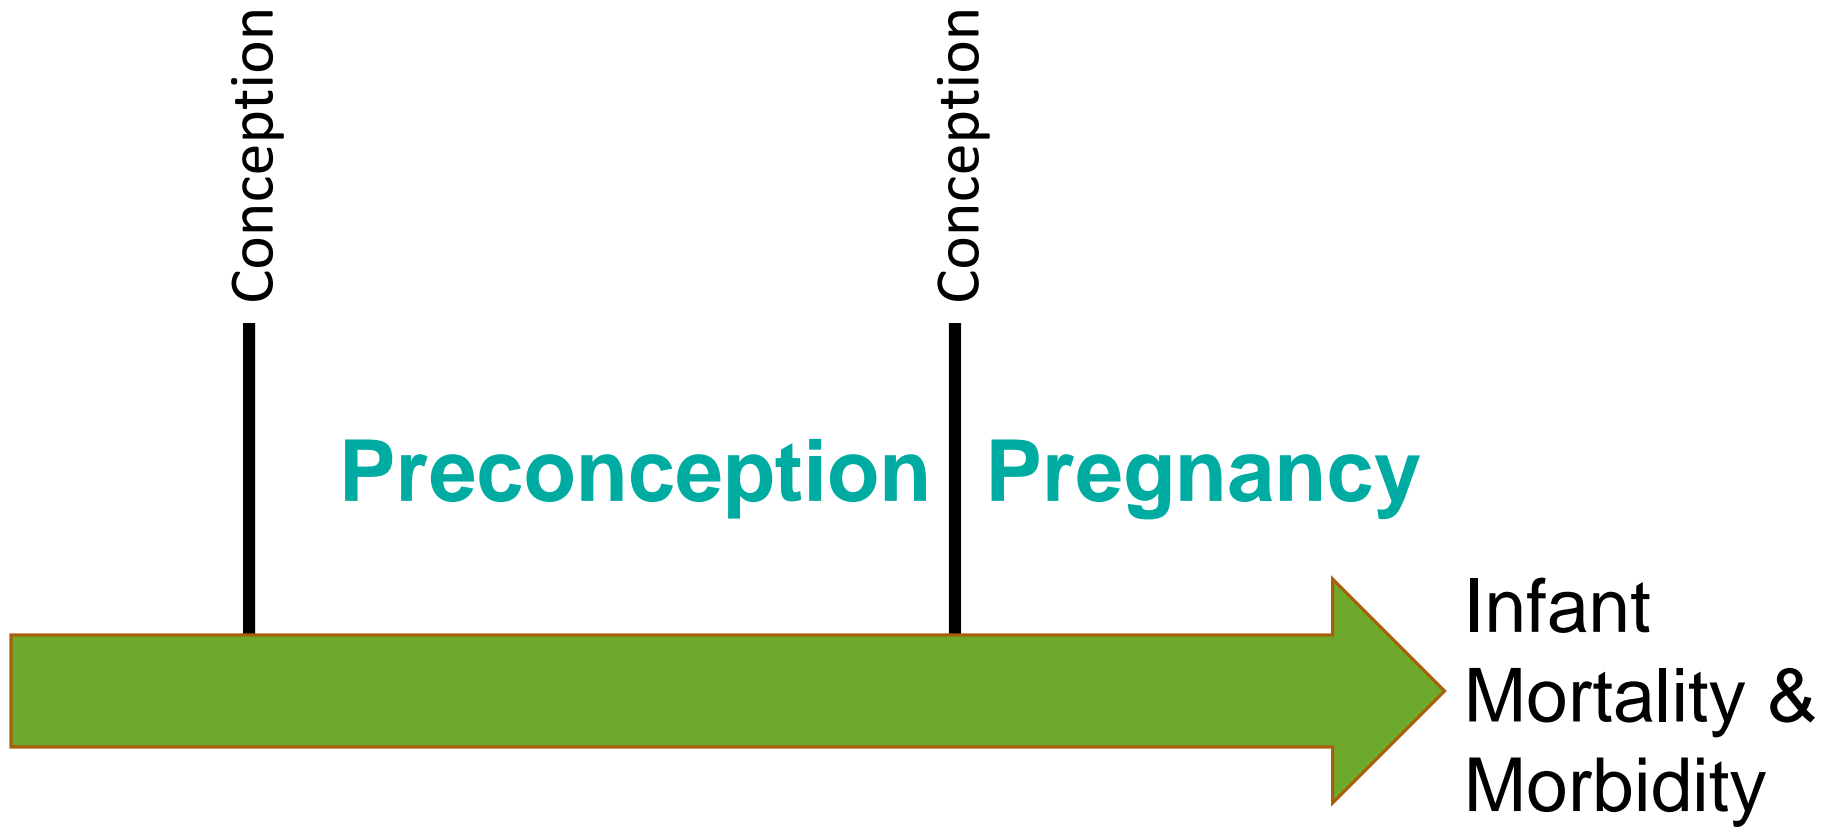 Conception
Conception
Preconception
Pregnancy
Infant
Mortality &
Morbidity